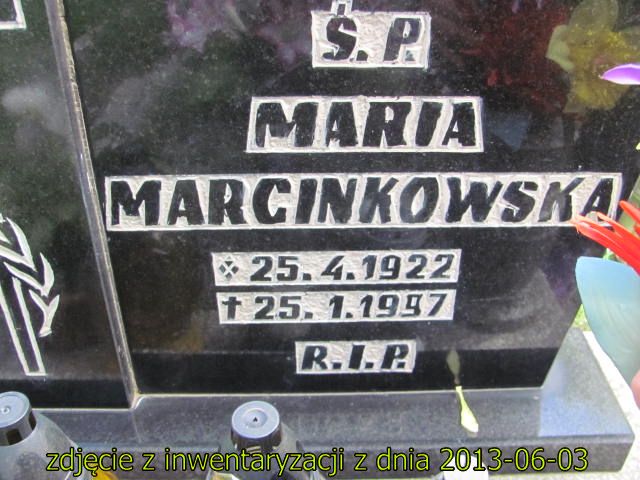 Ś. P.
MARIA
MARCINKOWSKA
25. 4. 1922
† 25. 1. 1997
R. I. P.
zdjęcie z inwentaryzacji z dnia 2013-06-03